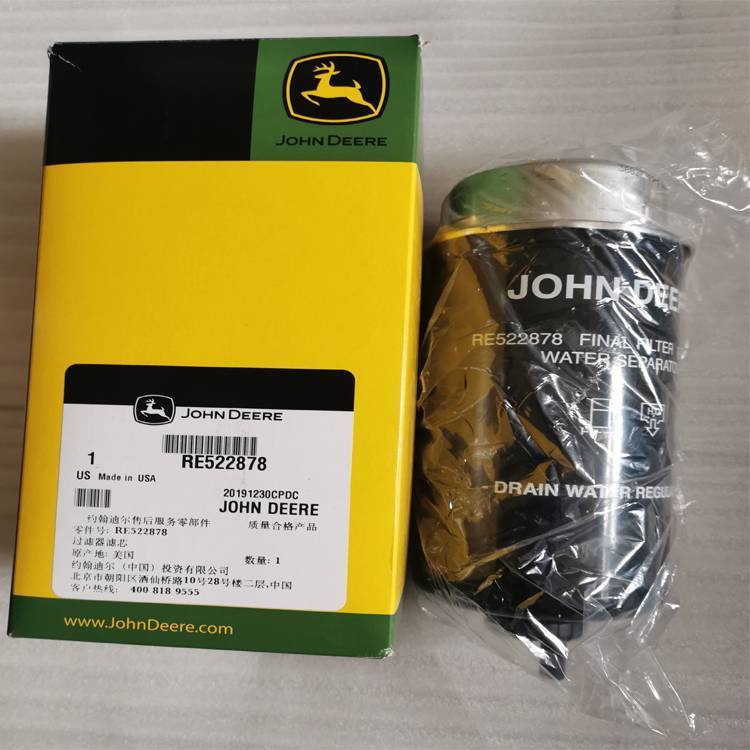 JOHN DEERE
JOHN DEERE
1
RE522878
US Made in USA
20191230CPDC
JOHN DEERE
约翰迪尔售后服务零部件
质量合格产品
零件号: RE522878
过滤器滤芯
原产地: 美国
数量: 1
约翰迪尔 (中国) 投资有限公司
北京市朝阳区酒仙桥路10号28号楼二层,中国
客户热线: 400 818 9555
www.JohnDeere.com
JOHN DEE
RE522878 FINAL FILTER
WATER SEPARATO
DRAIN WATER REGU